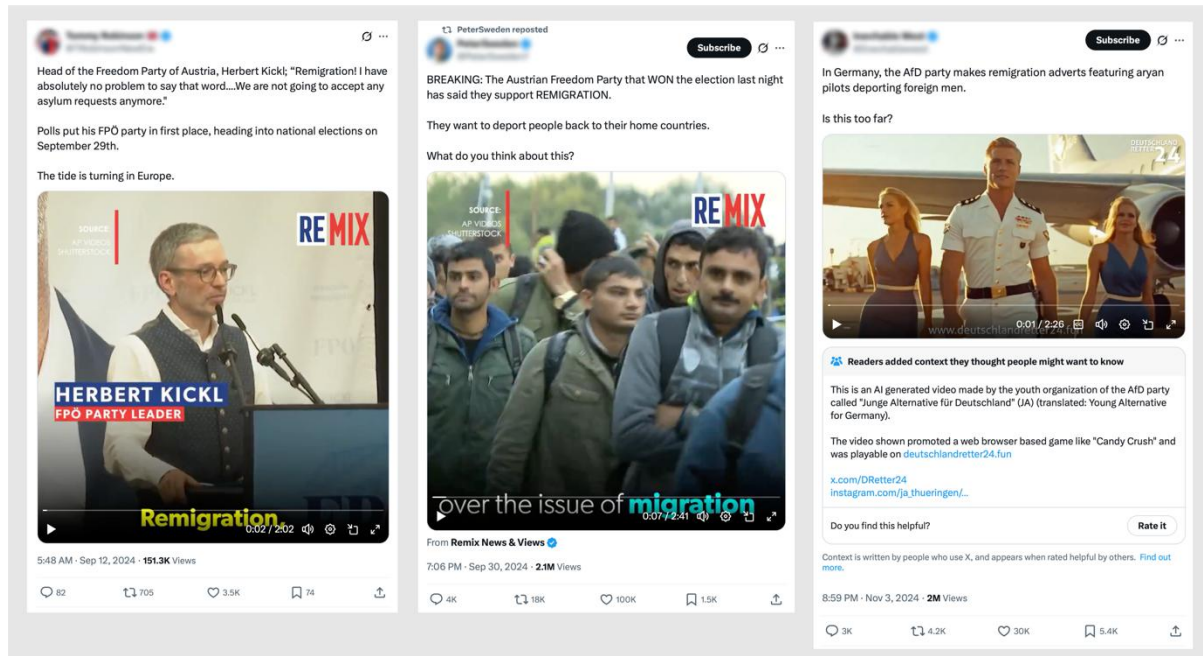 Head of the Freedom Party of Austria, Herbert Kickl; “Remigration! I have
absolutely no problem to say that word....We are not going to accept any
asylum requests anymore."
Polls put his FPÖ party in first place, heading into national elections on
September 29th.
The tide is turning in Europe.
SOURCE:
AP VIDEOS
SHUTTERSTOCK
REMIX
HERBERT KICKL
FPÖ PARTY LEADER
Remigration.
0:02 / 2:02
5:48 AM · Sep 12, 2024 · 151.3K Views
82 705 3.5K 74
PeterSweden reposted
Subscribe
BREAKING: The Austrian Freedom Party that WON the election last night
has said they support REMIGRATION.
They want to deport people back to their home countries.
What do you think about this?
SOURCE:
AP VIDEOS
SHUTTERSTOCK
REMIX
over the issue of migration
0:07 / 2:41
From Remix News & Views
7:06 PM · Sep 30, 2024 · 2.1M Views
4K 18K 100K 1.5K
Subscribe
In Germany, the AfD party makes remigration adverts featuring aryan
pilots deporting foreign men.
Is this too far?
DEUTSCHLAND
RETTER
24
www.deutschlandretter24.fun
0:01 / 2:26
Readers added context they thought people might want to know
This is an AI generated video made by the youth organization of the AfD party
called "Junge Alternative für Deutschland" (JA) (translated: Young Alternative
for Germany).
The video shown promoted a web browser based game like "Candy Crush" and
was playable on deutschlandretter24.fun
x.com/DRetter24
instagram.com/ja_thueringen/...
Do you find this helpful?
Rate it
Context is written by people who use X, and appears when rated helpful by others. Find out
more.
8:59 PM · Nov 3, 2024 · 2M Views
3K 4.2K 30K 5.4K